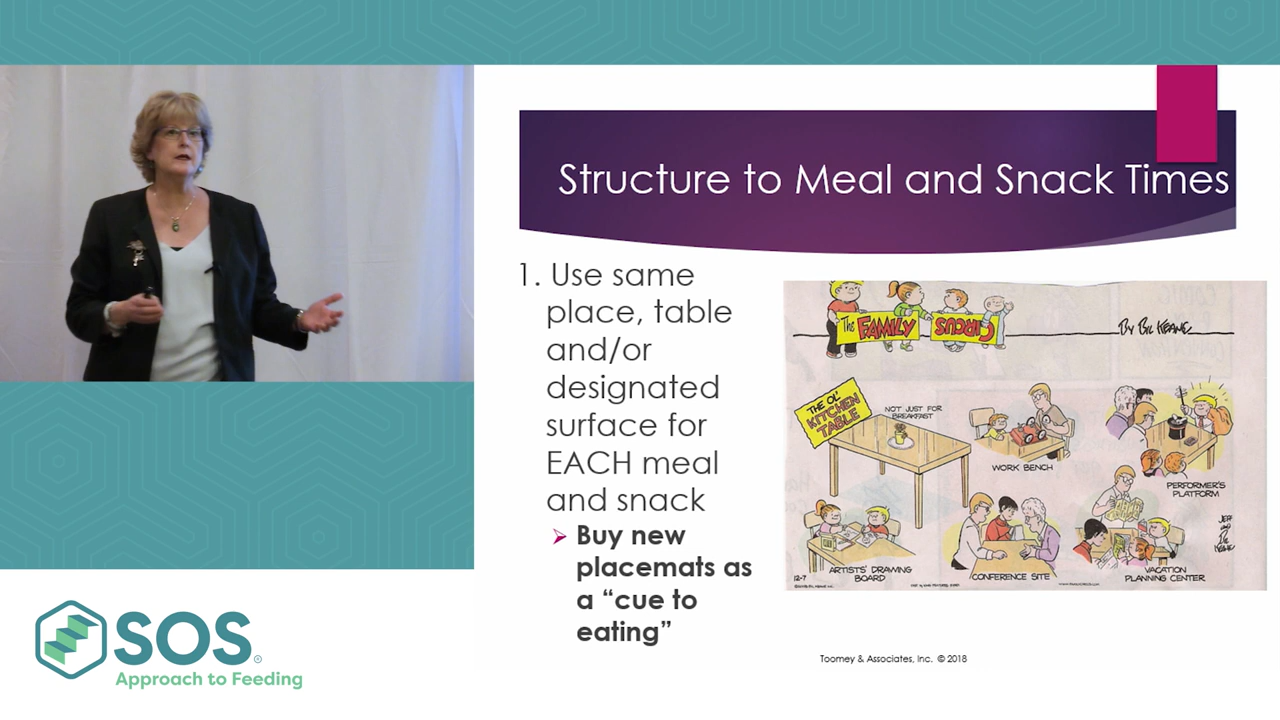 Structure to Meal and Snack Times
1. Use same
place, table
and/or
designated
surface for
EACH meal
and snack
➢ Buy new
placemats as
a “cue to
eating”
The FAMILY CIRCUS
By Bil Keane
THE OL'
KITCHEN
TABLE
NOT JUST FOR
BREAKFAST
WORK BENCH
PERFORMER'S
PLATFORM
ARTISTS' DRAWING
BOARD
CONFERENCE SITE
VACATION
PLANNING CENTER
12-7
Toomey & Associates, Inc. © 2018
SOS®
Approach to Feeding